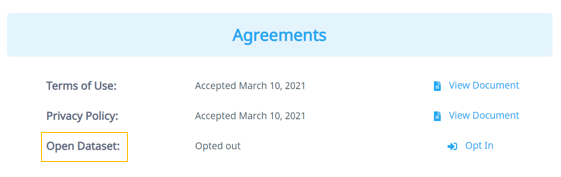 Agreements
Terms of Use: Accepted March 10, 2021 View Document
Privacy Policy: Accepted March 10, 2021 View Document
Open Dataset: Opted out Opt In